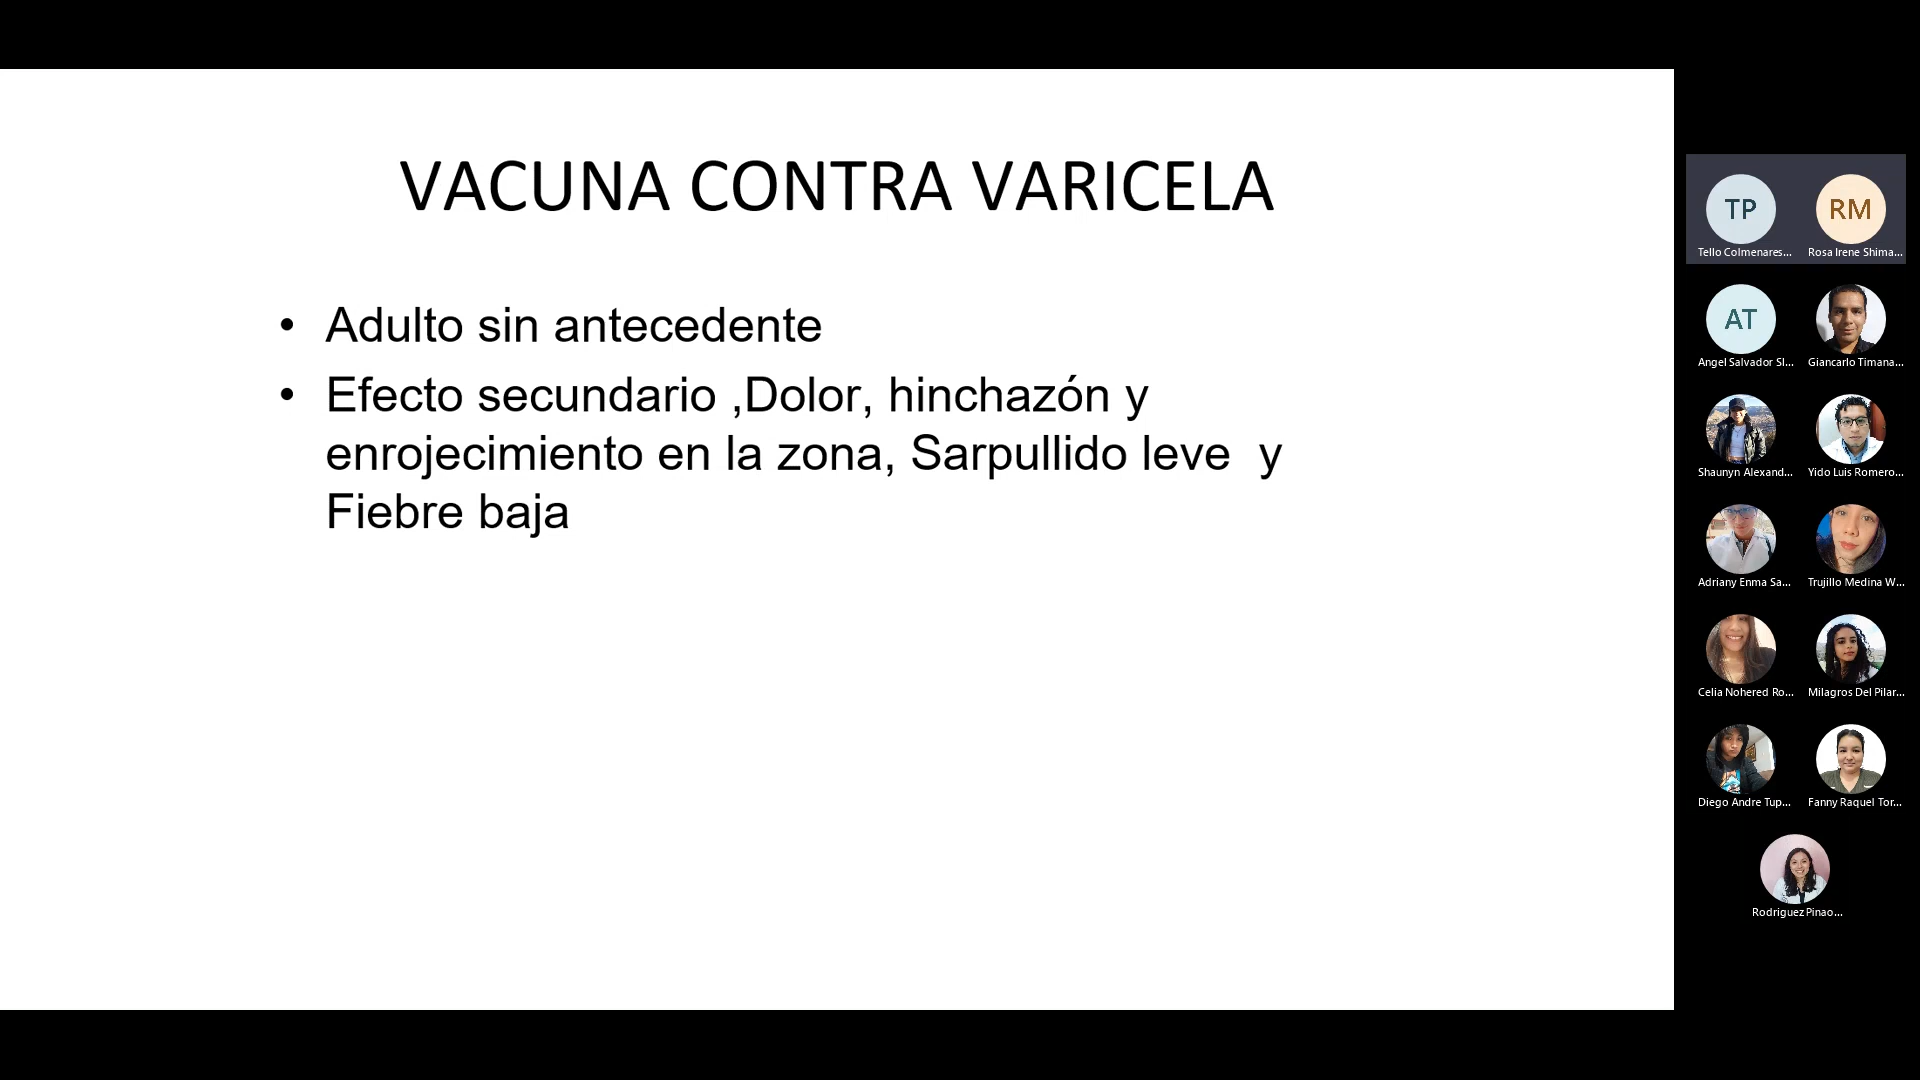 VACUNA CONTRA VARICELA
• Adulto sin antecedente
• Efecto secundario ,Dolor, hinchazón y
enrojecimiento en la zona, Sarpullido leve  y
Fiebre baja
TP
RM
Tello Colmenares...
Rosa Irene Shima...
AT
Angel Salvador Sl...
Giancarlo Timana...
Shaunyn Alexand...
Yido Luis Romero...
Adriany Enma Sa...
Trujillo Medina W...
Celia Nohered Ro...
Milagros Del Pilar...
Diego Andre Tup...
Fanny Raquel Tor...
Rodriguez Pinao...